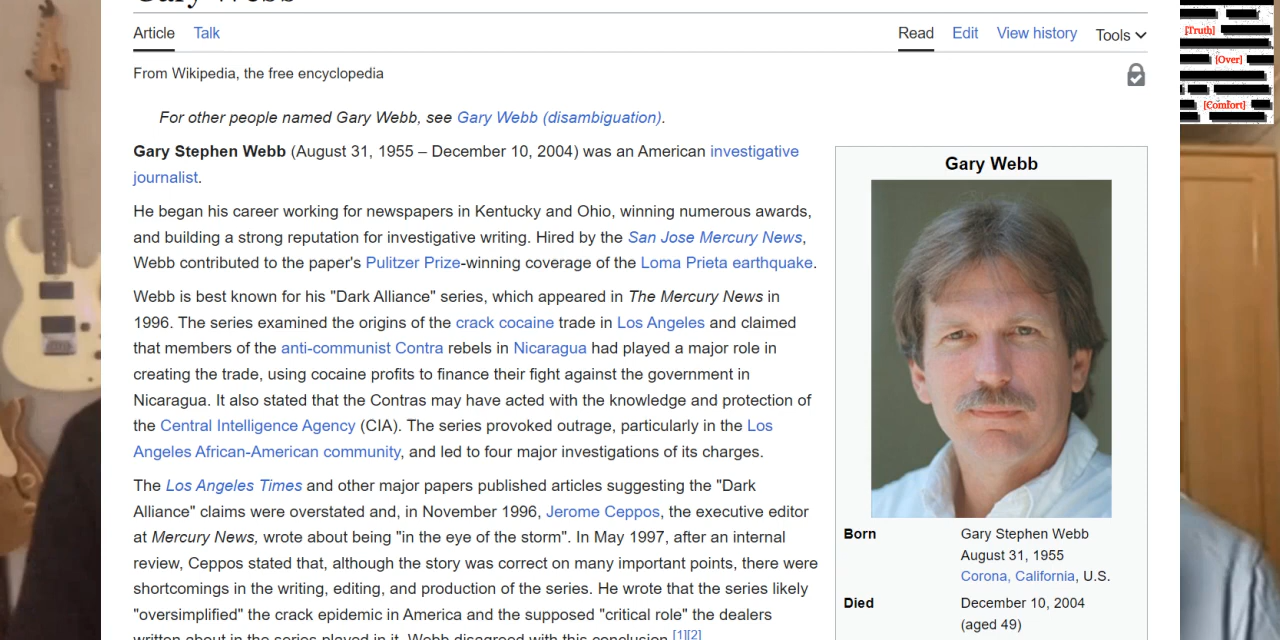 Article Talk Read Edit View history Tools
From Wikipedia, the free encyclopedia
For other people named Gary Webb, see Gary Webb (disambiguation).
Gary Stephen Webb (August 31, 1955 – December 10, 2004) was an American investigative
journalist.
He began his career working for newspapers in Kentucky and Ohio, winning numerous awards,
and building a strong reputation for investigative writing. Hired by the San Jose Mercury News,
Webb contributed to the paper's Pulitzer Prize-winning coverage of the Loma Prieta earthquake.
Webb is best known for his "Dark Alliance" series, which appeared in The Mercury News in
1996. The series examined the origins of the crack cocaine trade in Los Angeles and claimed
that members of the anti-communist Contra rebels in Nicaragua had played a major role in
creating the trade, using cocaine profits to finance their fight against the government in
Nicaragua. It also stated that the Contras may have acted with the knowledge and protection of
the Central Intelligence Agency (CIA). The series provoked outrage, particularly in the Los
Angeles African-American community, and led to four major investigations of its charges.
The Los Angeles Times and other major papers published articles suggesting the "Dark
Alliance" claims were overstated and, in November 1996, Jerome Ceppos, the executive editor
at Mercury News, wrote about being "in the eye of the storm". In May 1997, after an internal
review, Ceppos stated that, although the story was correct on many important points, there were
shortcomings in the writing, editing, and production of the series. He wrote that the series likely
"oversimplified" the crack epidemic in America and the supposed "critical role" the dealers
written about in the series played in it. Webb disagreed with this conclusion.[1][2]
Gary Webb
Born Gary Stephen Webb
August 31, 1955
Corona, California, U.S.
Died December 10, 2004
(aged 49)
[Truth]
[Over]
[Comfort]